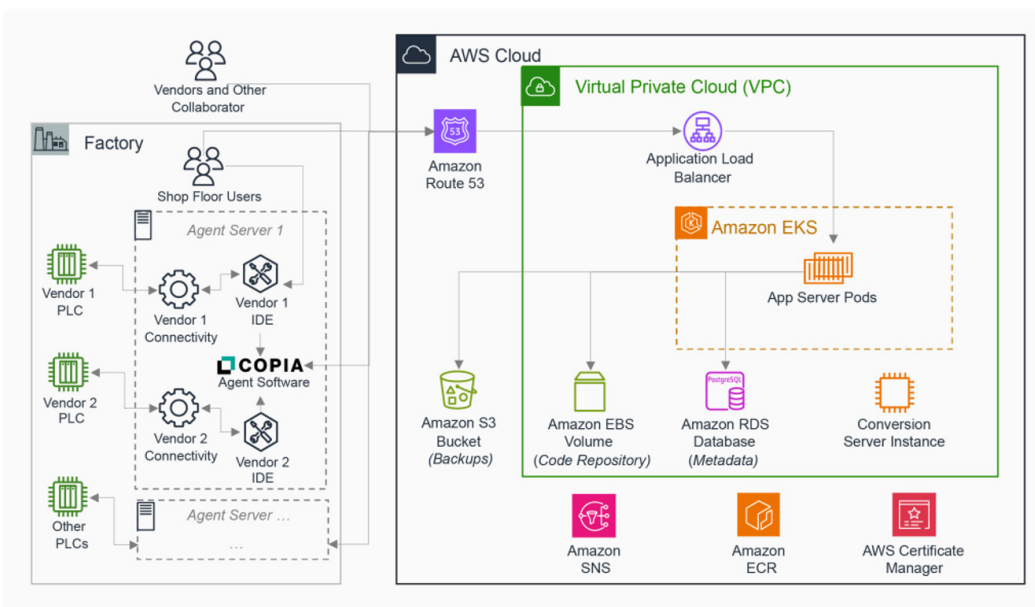 AWS Cloud
Virtual Private Cloud (VPC)
Vendors and Other
Collaborator
Factory
Shop Floor Users
53
Amazon
Route 53
Application Load
Balancer
Agent Server 1
K
Amazon EKS
App Server Pods
Vendor 1
PLC
Vendor 1
Connectivity
Vendor 1
IDE
COPIA
Agent Software
Vendor 2
PLC
Vendor 2
Connectivity
Vendor 2
IDE
Amazon S3
Bucket
(Backups)
Amazon EBS
Volume
(Code Repository)
PostgreSQL
Amazon RDS
Database
(Metadata)
Conversion
Server Instance
Other
PLCs
Agent Server ...
...
Amazon
SNS
Amazon
ECR
AWS Certificate
Manager